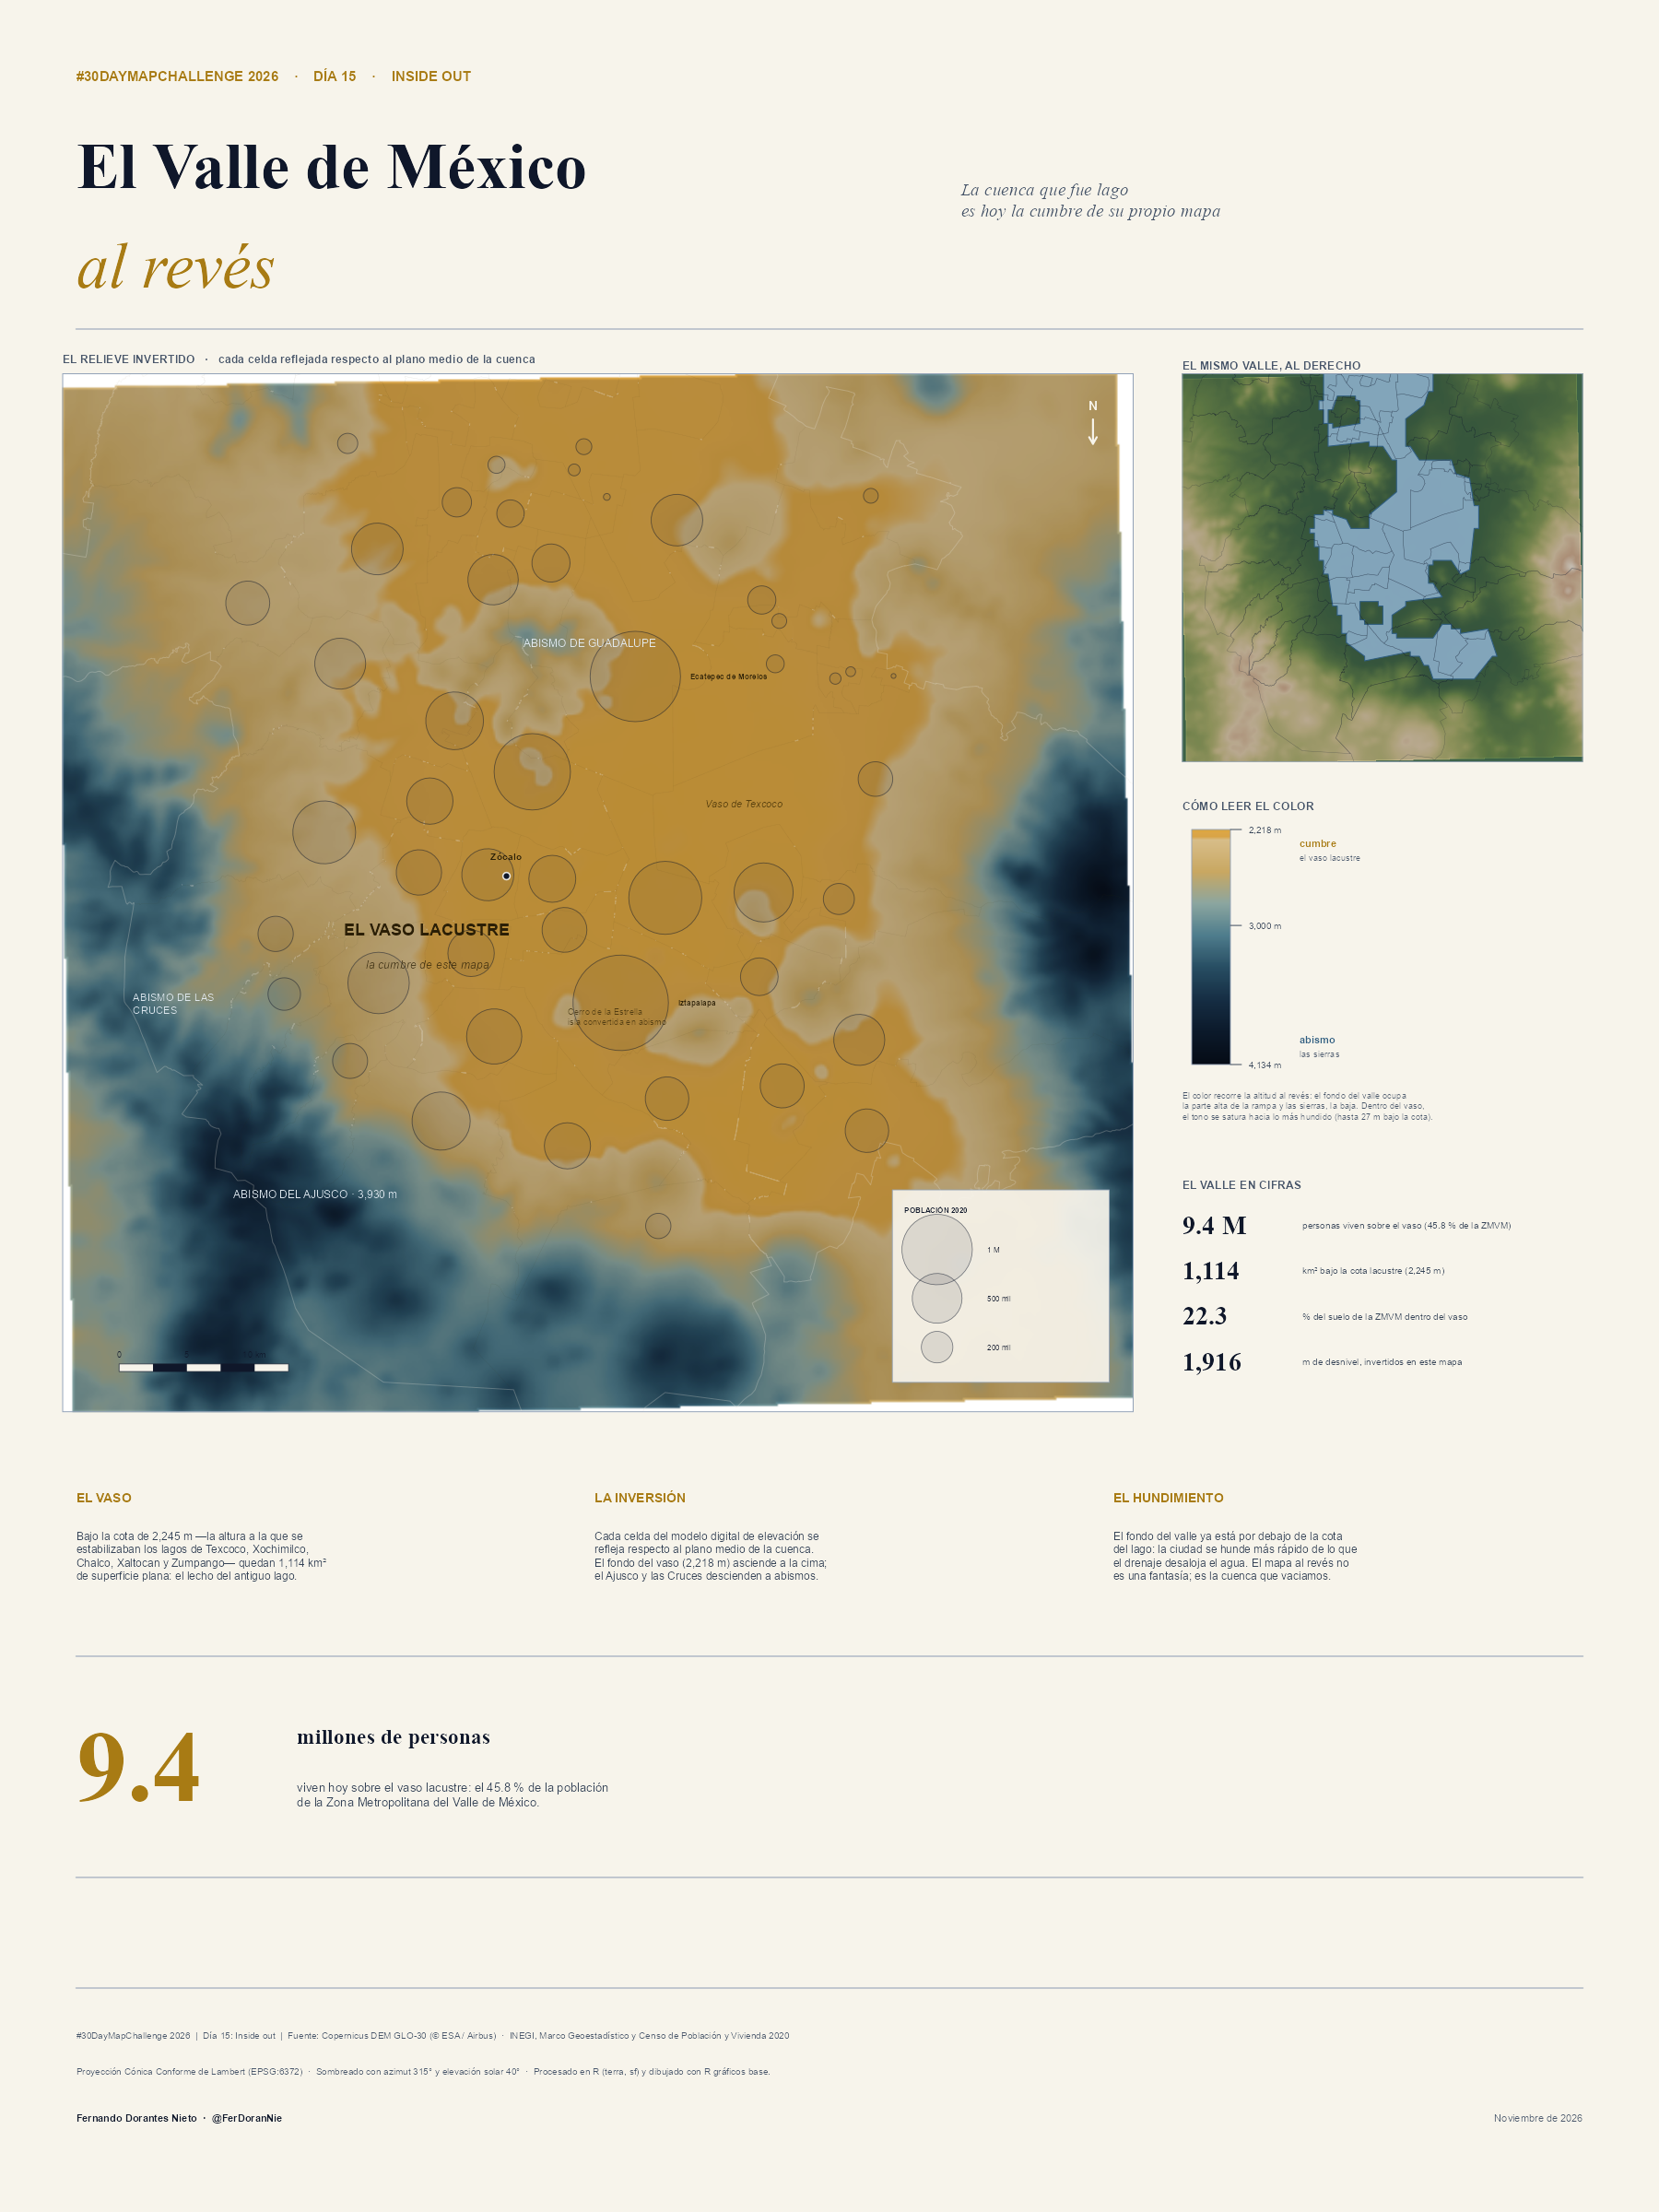 #30DAYMAPCHALLENGE 2026 · DÍA 15 · INSIDE OUT
El Valle de México
al revés
La cuenca que fue lago
es hoy la cumbre de su propio mapa
EL RELIEVE INVERTIDO · cada celda reflejada respecto al plano medio de la cuenca
N
ABISMO DE GUADALUPE
Ecatepec de Morelos
Vaso de Texcoco
Zócalo
EL VASO LACUSTRE
la cumbre de este mapa
ABISMO DE LAS
CRUCES
Iztapalapa
Cerro de la Estrella
isla convertida en abismo
ABISMO DEL AJUSCO · 3,930 m
POBLACIÓN 2020
1 M
500 mil
200 mil
0 5 10 km
EL MISMO VALLE, AL DERECHO
CÓMO LEER EL COLOR
2,218 m
cumbre
el vaso lacustre
3,000 m
abismo
las sierras
4,134 m
El color recorre la altitud al revés: el fondo del valle ocupa
la parte alta de la rampa y las sierras, la baja. Dentro del vaso,
el tono se satura hacia lo más hundido (hasta 27 m bajo la cota).
EL VALLE EN CIFRAS
9.4 M personas viven sobre el vaso (45.8 % de la ZMVM)
1,114 km² bajo la cota lacustre (2,245 m)
22.3 % del suelo de la ZMVM dentro del vaso
1,916 m de desnivel, invertidos en este mapa
EL VASO
Bajo la cota de 2,245 m —la altura a la que se
estabilizaban los lagos de Texcoco, Xochimilco,
Chalco, Xaltocan y Zumpango— quedan 1,114 km²
de superficie plana: el lecho del antiguo lago.
LA INVERSIÓN
Cada celda del modelo digital de elevación se
refleja respecto al plano medio de la cuenca.
El fondo del vaso (2,218 m) asciende a la cima;
el Ajusco y las Cruces descienden a abismos.
EL HUNDIMIENTO
El fondo del valle ya está por debajo de la cota
del lago: la ciudad se hunde más rápido de lo que
el drenaje desaloja el agua. El mapa al revés no
es una fantasía; es la cuenca que vaciamos.
9.4
millones de personas
viven hoy sobre el vaso lacustre: el 45.8 % de la población
de la Zona Metropolitana del Valle de México.
#30DayMapChallenge 2026 | Día 15: Inside out | Fuente: Copernicus DEM GLO-30 (© ESA / Airbus) · INEGI, Marco Geoestadístico y Censo de Población y Vivienda 2020
Proyección Cónica Conforme de Lambert (EPSG:6372) · Sombreado con azimut 315° y elevación solar 40° · Procesado en R (terra, sf) y dibujado con R gráficos base.
Fernando Dorantes Nieto · @FerDoranNie
Noviembre de 2026